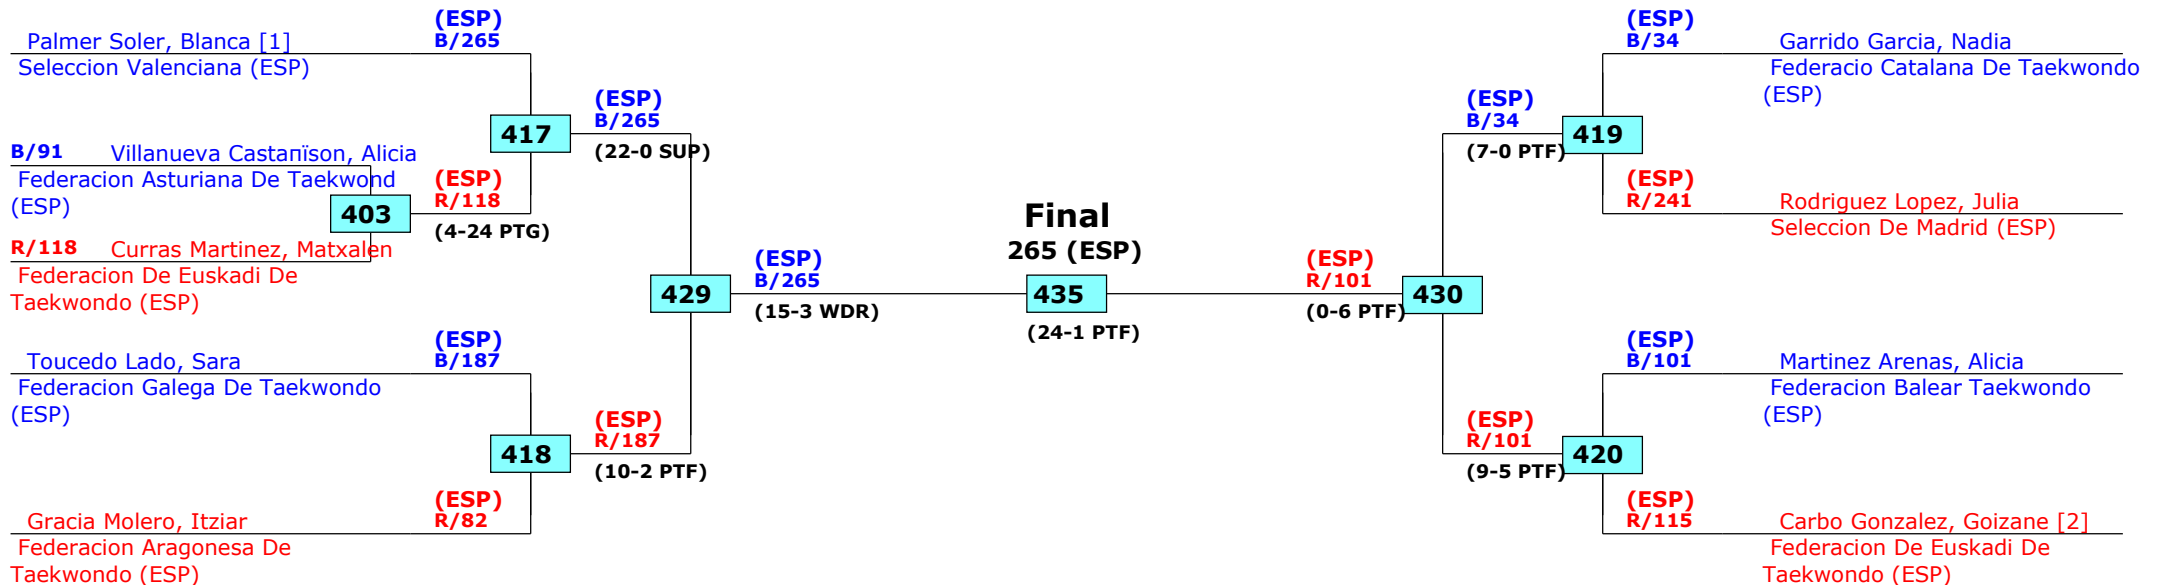 (ESP)
B/265
Palmer Soler, Blanca [1]
Seleccion Valenciana (ESP)
417
(ESP)
B/265
(22-0 SUP)
B/91 Villanueva Castanïson, Alicia
Federacion Asturiana De Taekwond
(ESP)
403
(ESP)
R/118
(4-24 PTG)
R/118 Curras Martinez, Matxalen
Federacion De Euskadi De
Taekwondo (ESP)
429
(ESP)
B/265
(15-3 WDR)
(ESP)
B/187
Toucedo Lado, Sara
Federacion Galega De Taekwondo
(ESP)
418
(ESP)
R/187
(10-2 PTF)
(ESP)
R/82
Gracia Molero, Itziar
Federacion Aragonesa De
Taekwondo (ESP)
Final
265 (ESP)
435
(24-1 PTF)
(ESP)
B/34
Garrido Garcia, Nadia
Federacio Catalana De Taekwondo
(ESP)
(ESP)
B/34
(7-0 PTF)
419
(ESP)
R/241
Rodriguez Lopez, Julia
Seleccion De Madrid (ESP)
(ESP)
R/101
(0-6 PTF)
430
(ESP)
B/101
Martinez Arenas, Alicia
Federacion Balear Taekwondo
(ESP)
(ESP)
R/101
(9-5 PTF)
420
(ESP)
R/115
Carbo Gonzalez, Goizane [2]
Federacion De Euskadi De
Taekwondo (ESP)